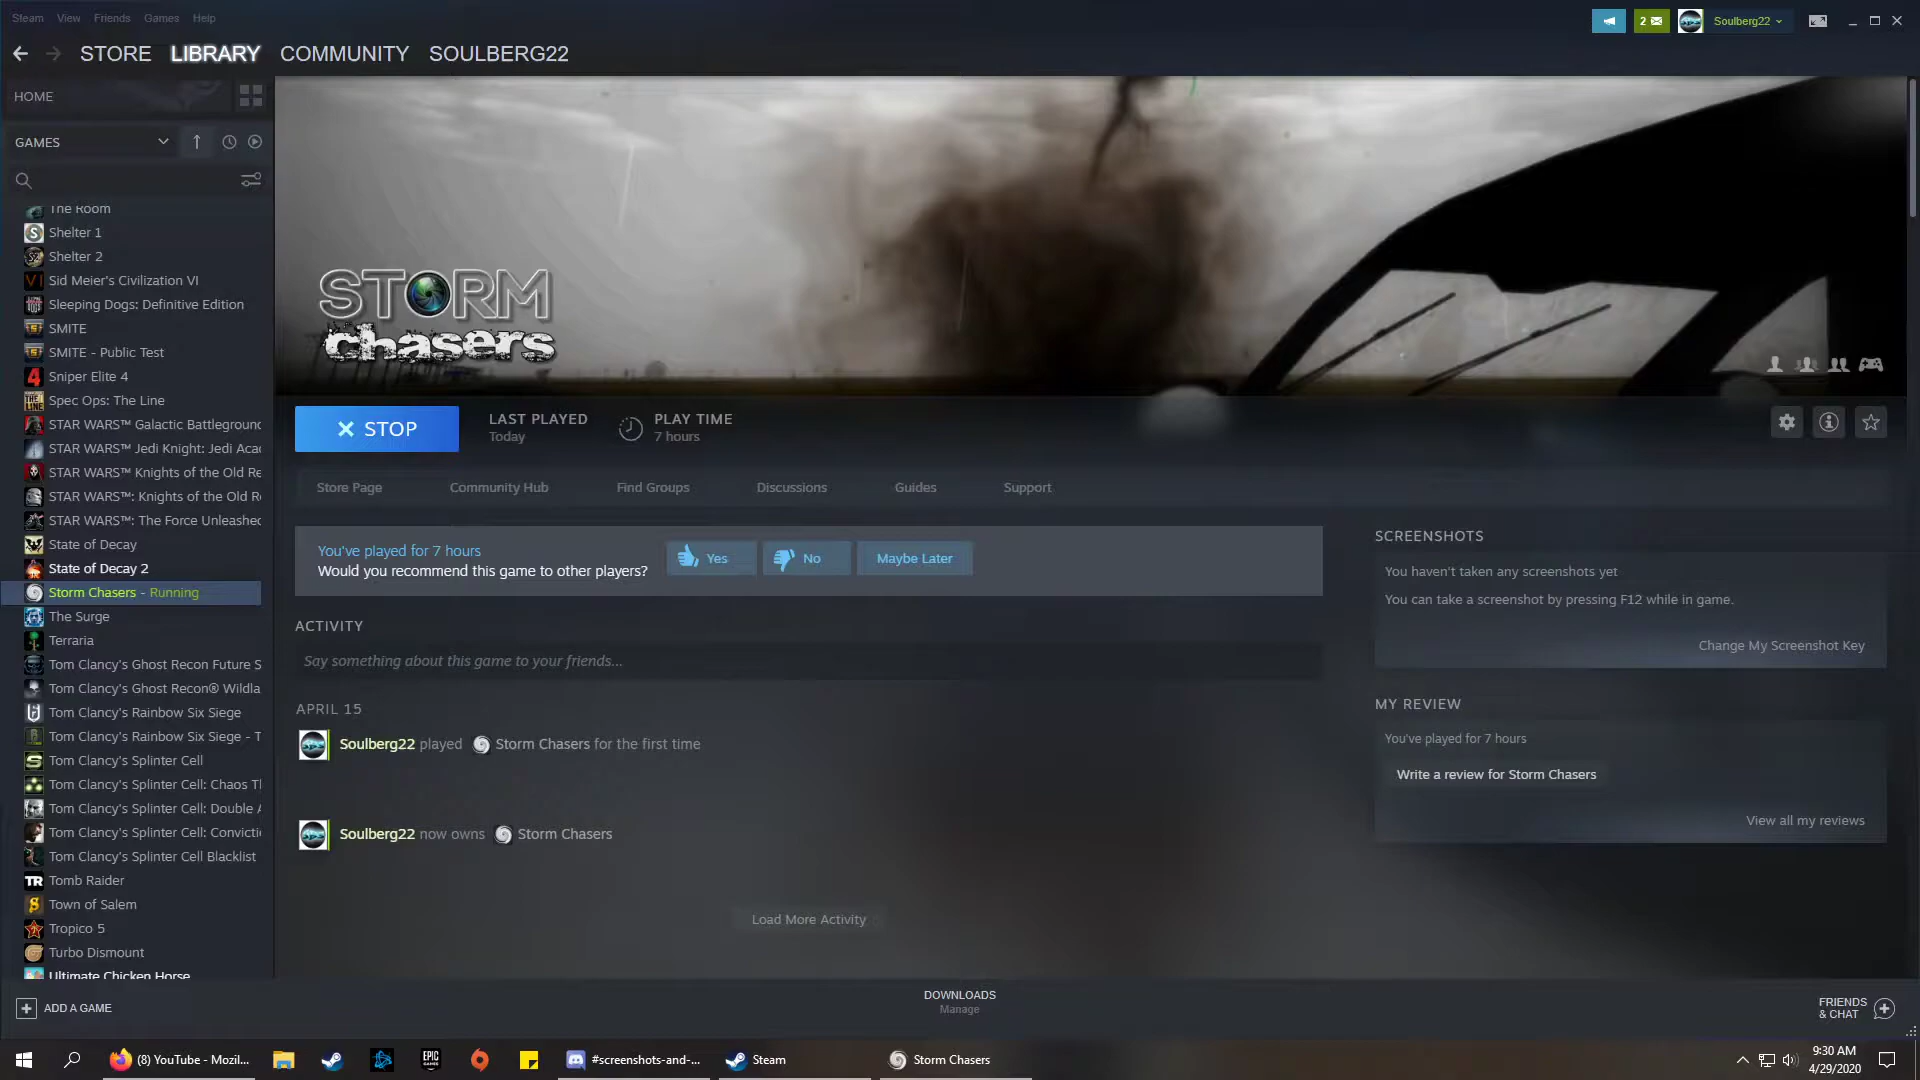 Steam View Friends Games Help
2
Soulberg22
STORE LIBRARY COMMUNITY SOULBERG22
HOME
GAMES
The Room
Shelter 1
Shelter 2
Sid Meier's Civilization VI
Sleeping Dogs: Definitive Edition
SMITE
SMITE - Public Test
Sniper Elite 4
Spec Ops: The Line
STAR WARS™ Galactic Battleground
STAR WARS™ Jedi Knight: Jedi Aca
STAR WARS™ Knights of the Old Re
STAR WARS™: Knights of the Old R
STAR WARS™: The Force Unleashed
State of Decay
State of Decay 2
Storm Chasers - Running
The Surge
Terraria
Tom Clancy's Ghost Recon Future S
Tom Clancy's Ghost Recon® Wildla
Tom Clancy's Rainbow Six Siege
Tom Clancy's Rainbow Six Siege - T
Tom Clancy's Splinter Cell
Tom Clancy's Splinter Cell: Chaos Th
Tom Clancy's Splinter Cell: Double A
Tom Clancy's Splinter Cell: Convictio
Tom Clancy's Splinter Cell Blacklist
Tomb Raider
Town of Salem
Tropico 5
Turbo Dismount
Ultimate Chicken Horse
ADD A GAME
STORM
chasers
STOP
LAST PLAYED
Today
PLAY TIME
7 hours
Store Page Community Hub Find Groups Discussions Guides Support
You've played for 7 hours
Would you recommend this game to other players?
Yes No Maybe Later
ACTIVITY
Say something about this game to your friends...
APRIL 15
Soulberg22 played Storm Chasers for the first time
Soulberg22 now owns Storm Chasers
Load More Activity
SCREENSHOTS
You haven't taken any screenshots yet
You can take a screenshot by pressing F12 while in game.
Change My Screenshot Key
MY REVIEW
You've played for 7 hours
Write a review for Storm Chasers
View all my reviews
DOWNLOADS
Manage
FRIENDS
& CHAT
(8) YouTube - Mozil...
EPIC
GAMES
#screenshots-and-...
Steam
Storm Chasers
9:30 AM
4/29/2020